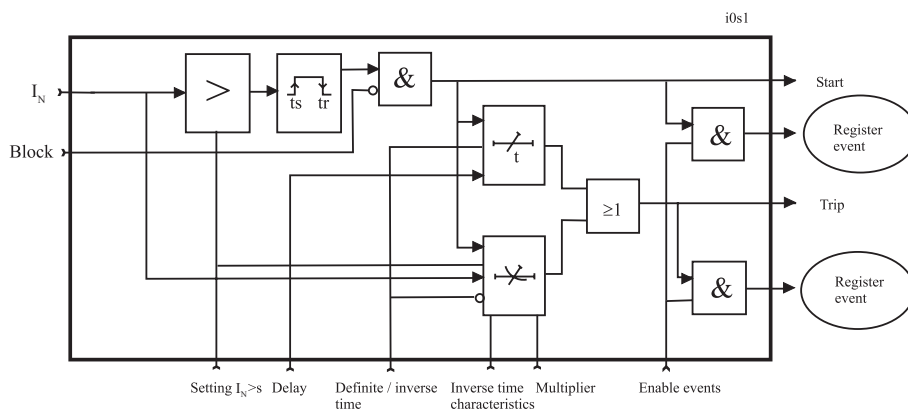 i0s1
I_N
>
ts
tr
&
Start
Block
&
Register
event
t
≥1
Trip
&
Register
event
Setting I_N>s
Delay
Definite / inverse
time
Inverse time
characteristics
Multiplier
Enable events